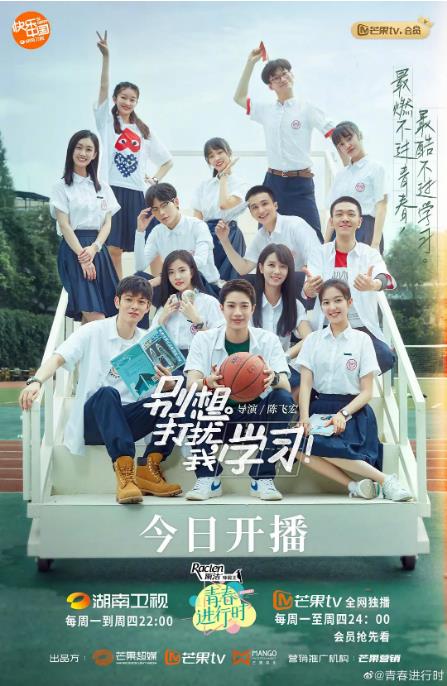 快乐中国
芒果tv.会员
最燃不过青春！
最酷不过学习。
别想。
打扰
我学习！
导演/陈飞宏
今日开播
Raclen
青春
进行时
湖南卫视
每周一到周四22:00
芒果tv 全网独播
每周一至周四24：00
会员抢先看
出品方：
芒果超媒
芒果tv
MANGO
营销推广机构：
芒果营销
@青春进行时